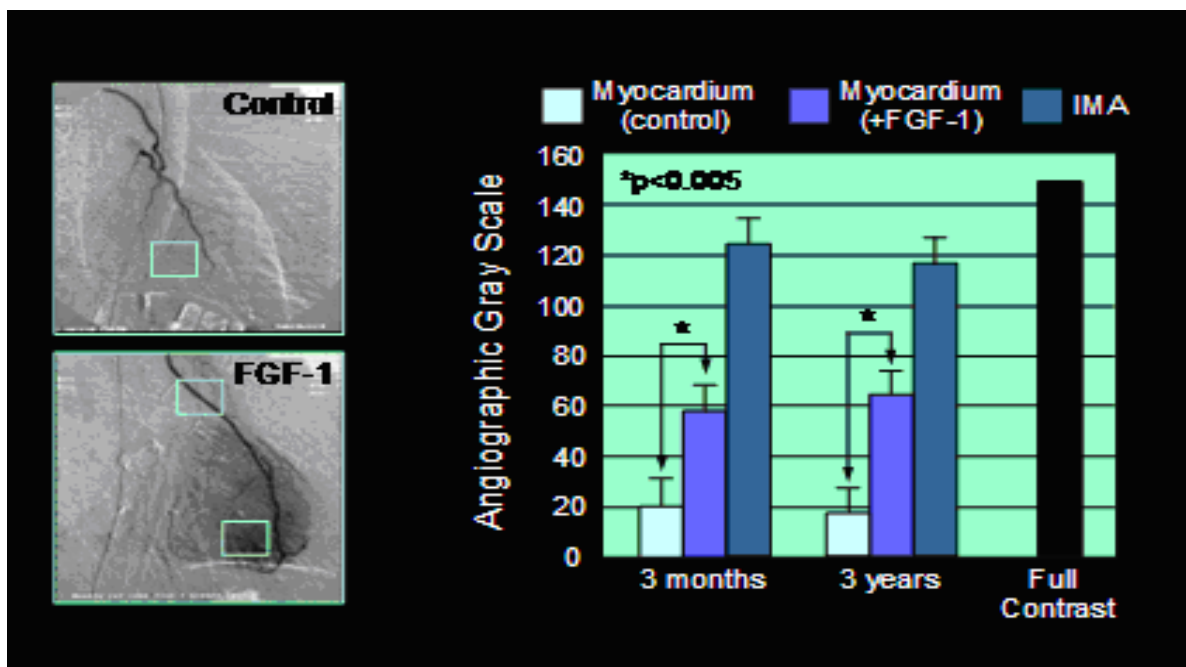 Control
FGF-1
Myocardium
(control)
Myocardium
(+FGF-1)
IMA
Angiographic Gray Scale
160
140
120
100
80
60
40
20
0
*p<0.005
*
*
3 months
3 years
Full
Contrast